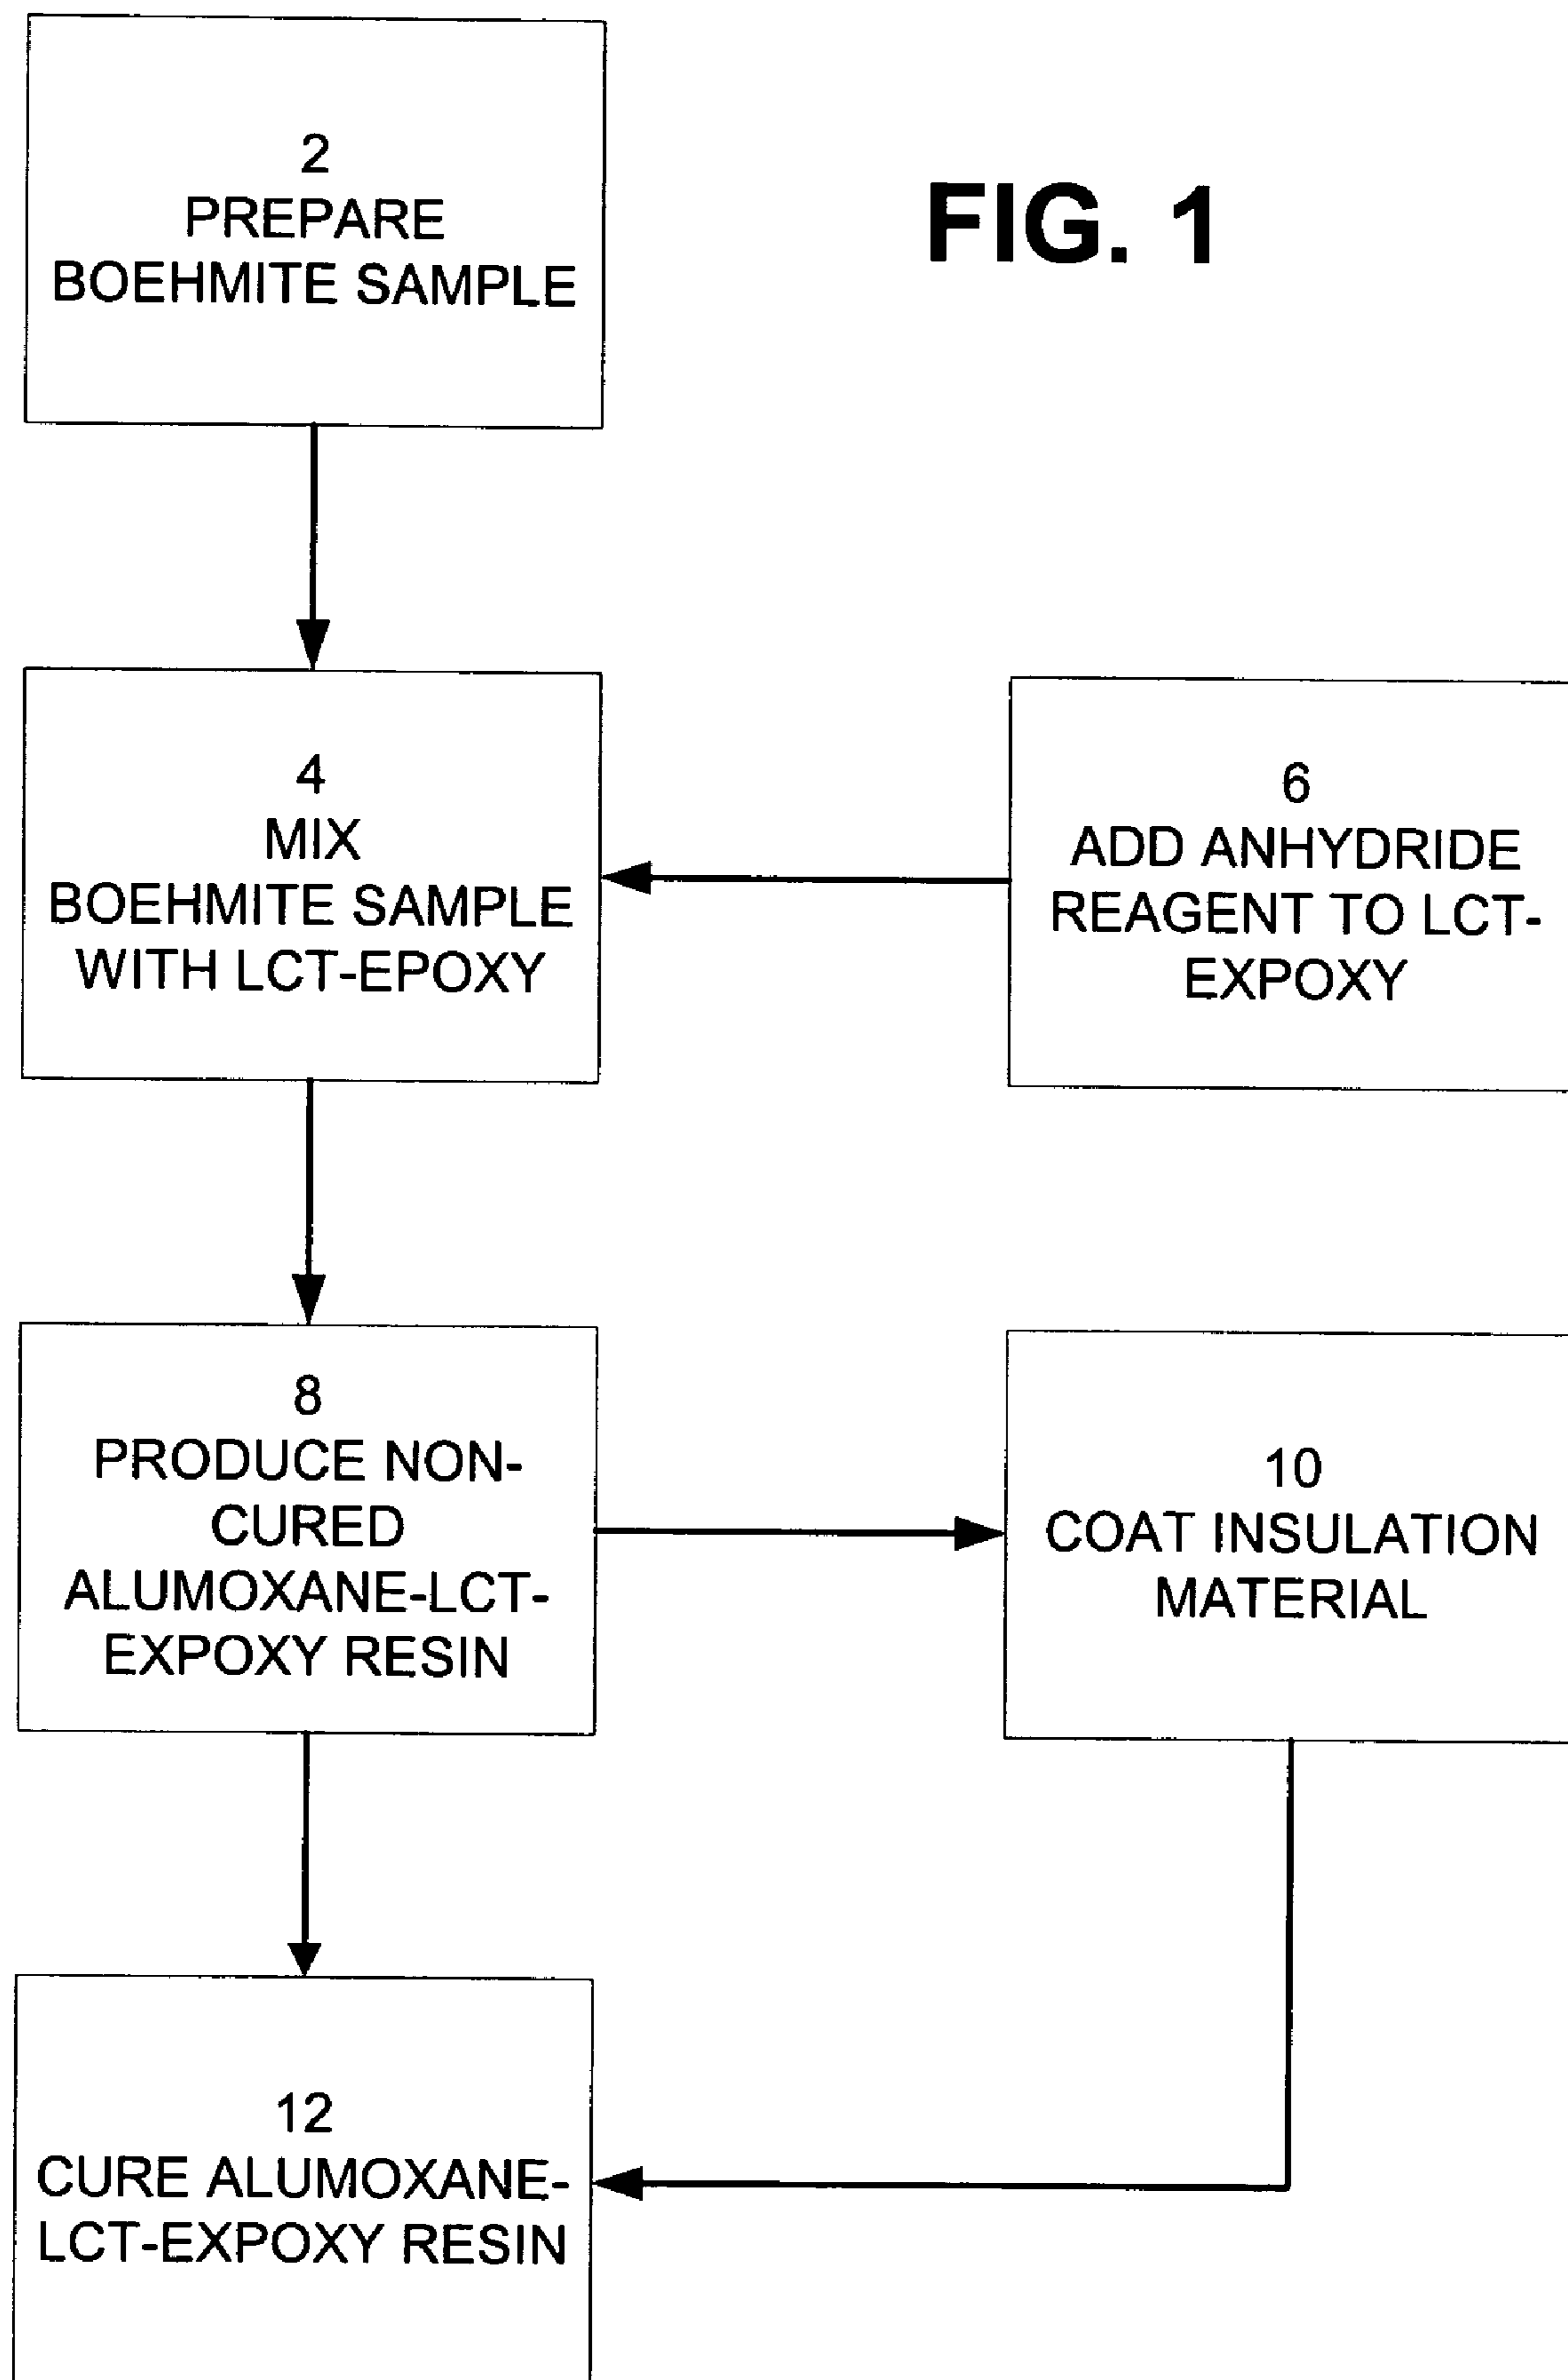 FIG. 1
2
PREPARE
BOEHMITE SAMPLE
4
MIX
BOEHMITE SAMPLE
WITH LCT-EPOXY
6
ADD ANHYDRIDE
REAGENT TO LCT-
EXPOXY
8
PRODUCE NON-
CURED
ALUMOXANE-LCT-
EXPOXY RESIN
10
COAT INSULATION
MATERIAL
12
CURE ALUMOXANE-
LCT-EXPOXY RESIN